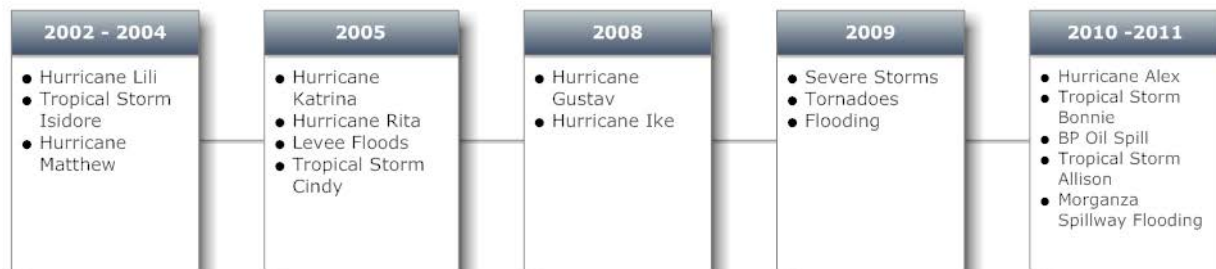 2002 - 2004
● Hurricane Lili
● Tropical Storm
Isidore
● Hurricane
Matthew
2005
● Hurricane
Katrina
● Hurricane Rita
● Levee Floods
● Tropical Storm
Cindy
2008
● Hurricane
Gustav
● Hurricane Ike
2009
● Severe Storms
● Tornadoes
● Flooding
2010 -2011
● Hurricane Alex
● Tropical Storm
Bonnie
● BP Oil Spill
● Tropical Storm
Allison
● Morganza
Spillway Flooding